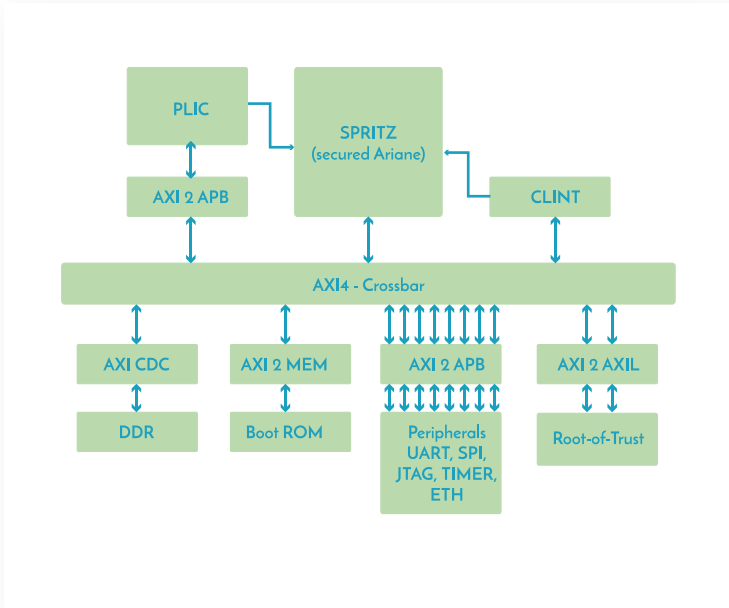 PLIC
SPRITZ
(secured Ariane)
AXI 2 APB
CLINT
AXI4 - Crossbar
AXI CDC
AXI 2 MEM
AXI 2 APB
AXI 2 AXIL
DDR
Boot ROM
Peripherals
UART, SPI,
JTAG, TIMER,
ETH
Root-of-Trust